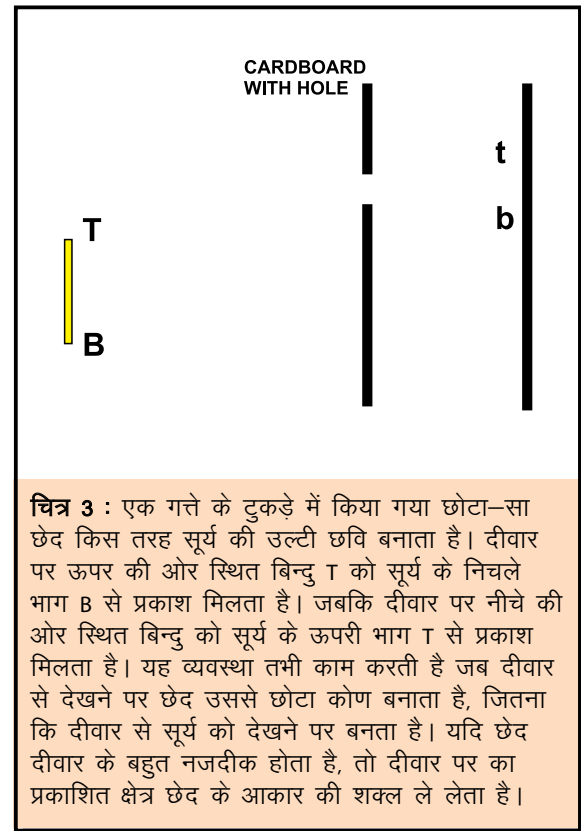 CARDBOARD
WITH HOLE
t
b
T
B
चित्र 3 : एक गत्ते के टुकड़े में किया गया छोटा–सा
छेद किस तरह सूर्य की उल्टी छवि बनाता है। दीवार
पर ऊपर की ओर स्थित बिन्दु T को सूर्य के निचले
भाग B से प्रकाश मिलता है। जबकि दीवार पर नीचे की
ओर स्थित बिन्दु को सूर्य के ऊपरी भाग T से प्रकाश
मिलता है। यह व्यवस्था तभी काम करती है जब दीवार
से देखने पर छेद उससे छोटा कोण बनाता है, जितना
कि दीवार से सूर्य को देखने पर बनता है। यदि छेद
दीवार के बहुत नजदीक होता है, तो दीवार पर का
प्रकाशित क्षेत्र छेद के आकार की शक्ल ले लेता है।